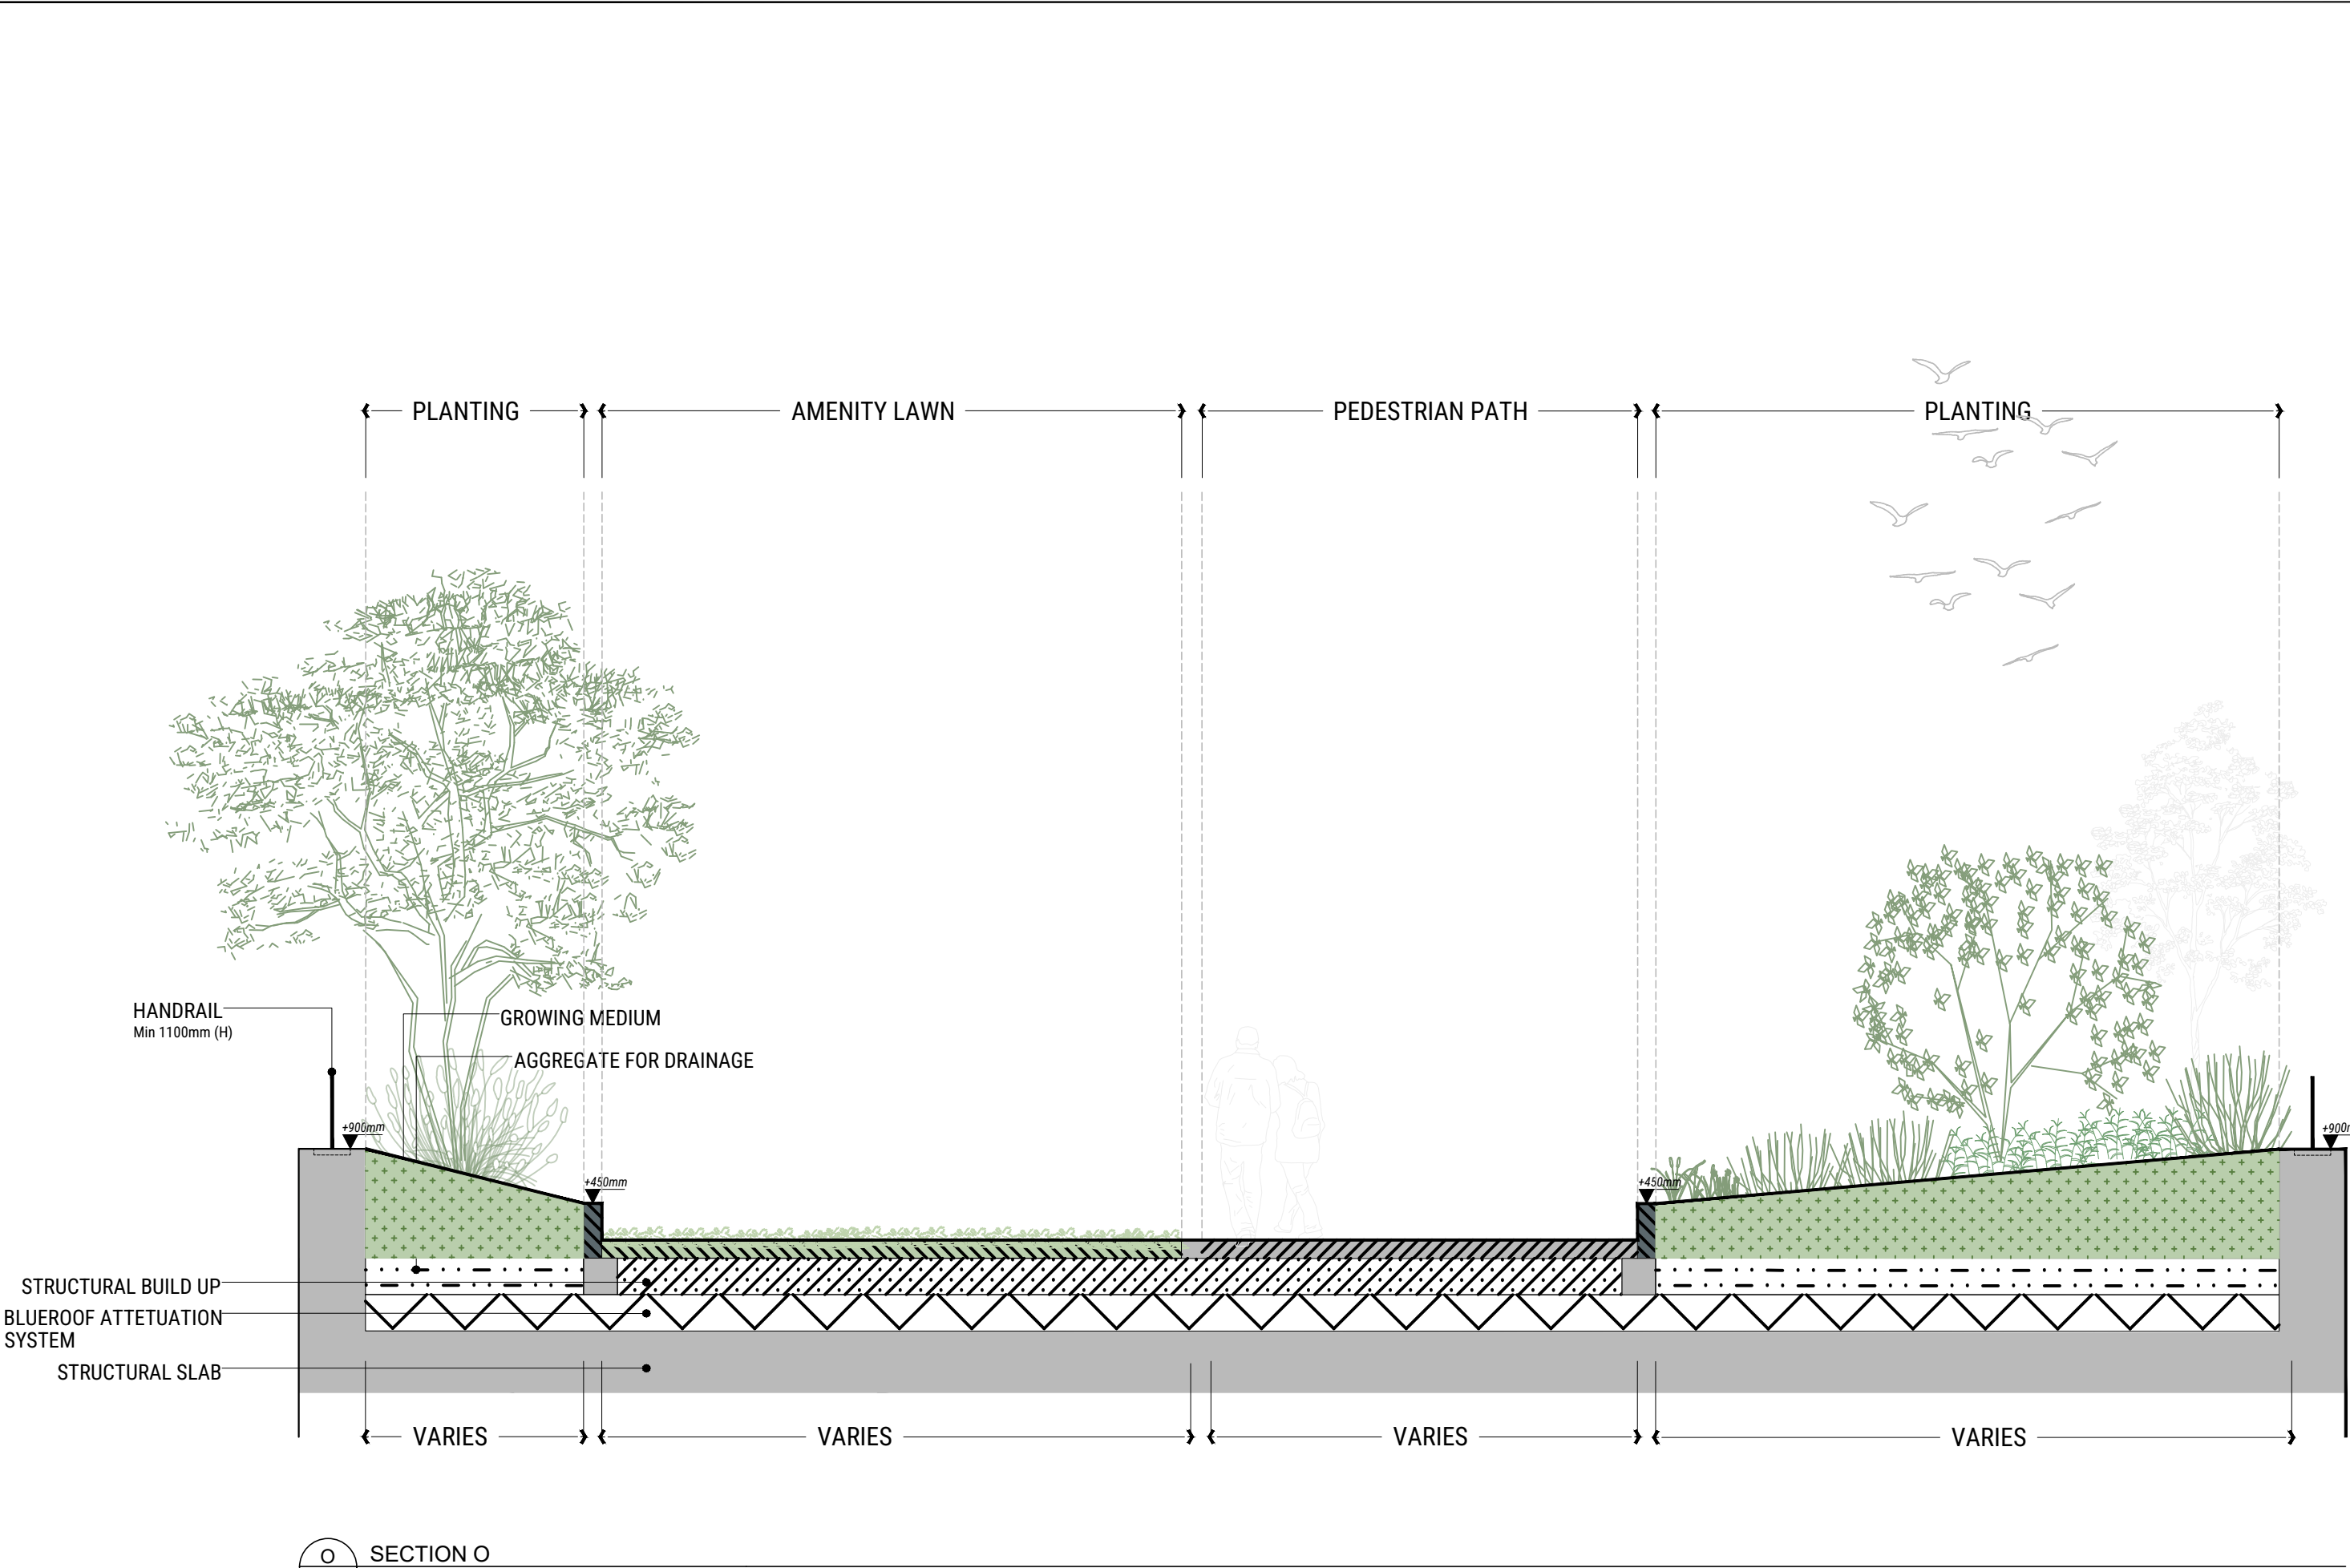 PLANTING
AMENITY LAWN
PEDESTRIAN PATH
PLANTING
HANDRAIL
Min 1100mm (H)
GROWING MEDIUM
AGGREGATE FOR DRAINAGE
+900mm
+900m
+450mm
+450mm
STRUCTURAL BUILD UP
BLUEROOF ATTETUATION
SYSTEM
STRUCTURAL SLAB
VARIES
VARIES
VARIES
VARIES
O
SECTION O